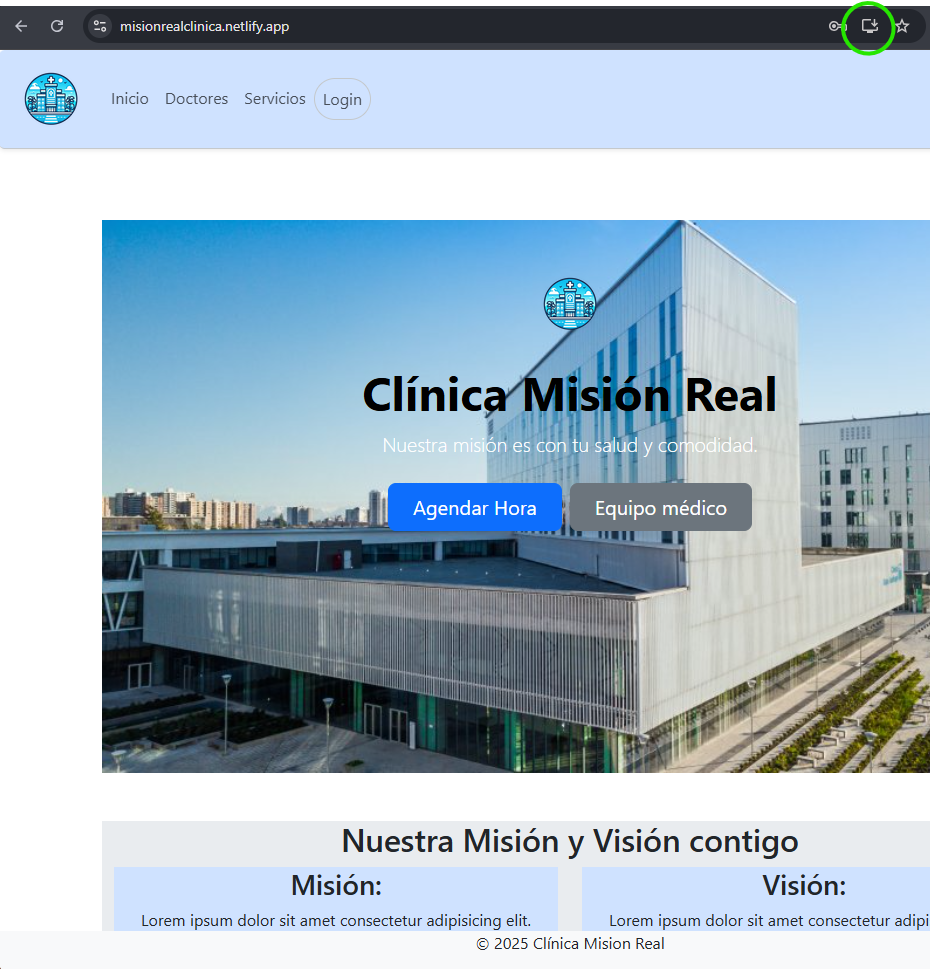 misionrealclinica.netlify.app
Inicio Doctores Servicios Login
Clínica Misión Real
Nuestra misión es con tu salud y comodidad.
Agendar Hora Equipo médico
Nuestra Misión y Visión contigo
Misión: Visión:
Lorem ipsum dolor sit amet consectetur adipisicing elit. Lorem ipsum dolor sit amet consectetur adipi
© 2025 Clínica Mision Real